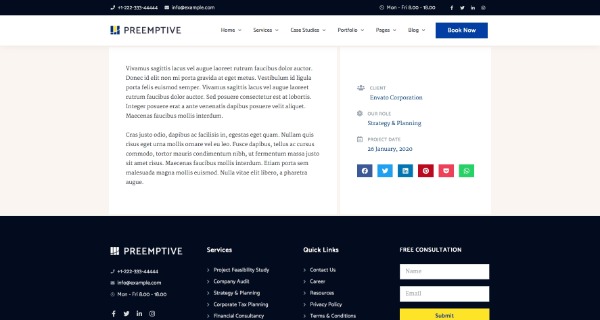 +1-222-333-44444 info@example.com Mon - Fri 8.00 - 18.00
PREEMPTIVE Home Services Case Studies Portfolio Pages Blog Book Now
Vivamus sagittis lacus vel augue laoreet rutrum faucibus dolor auctor.
Donec id elit non mi porta gravida at eget metus. Vestibulum id ligula
porta felis euismod semper. Vivamus sagittis lacus vel augue laoreet
rutrum faucibus dolor auctor. Sed posuere consectetur est at lobortis.
Integer posuere erat a ante venenatis dapibus posuere velit aliquet.
Maecenas faucibus mollis interdum.
Cras justo odio, dapibus ac facilisis in, egestas eget quam. Nullam quis
risus eget urna mollis ornare vel eu leo. Fusce dapibus, tellus ac cursus
commodo, tortor mauris condimentum nibh, ut fermentum massa justo
sit amet risus. Maecenas faucibus mollis interdum. Etiam porta sem
malesuada magna mollis euismod. Nulla vitae elit libero, a pharetra
augue.
CLIENT
Envato Corporation
OUR ROLE
Strategy & Planning
PROJECT DATE
26 January, 2020
PREEMPTIVE
+1-222-333-44444
info@example.com
Mon - Fri 8.00 - 18.00
Services
Project Feasibility Study
Company Audit
Strategy & Planning
Corporate Tax Planning
Financial Consultancy
Quick Links
Contact Us
Career
Resources
Privacy Policy
Terms & Conditions
FREE CONSULTATION
Name
Email
Submit